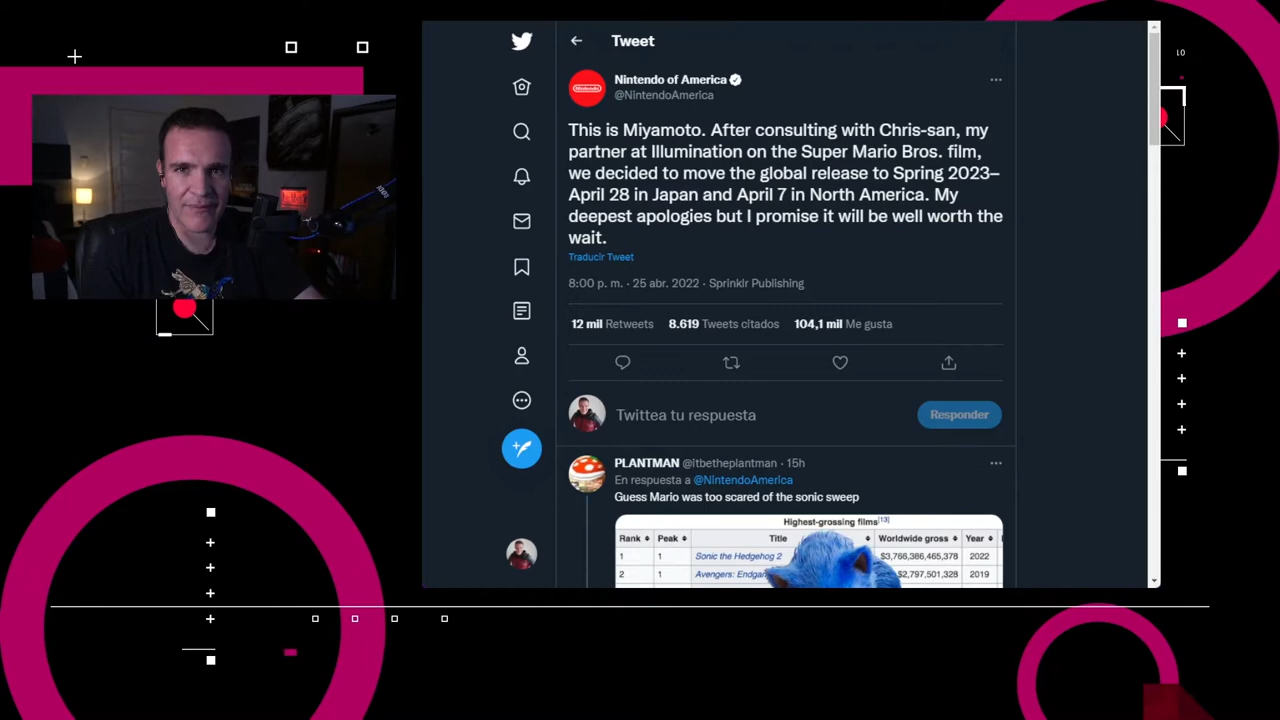 Tweet
Nintendo of America
@NintendoAmerica
This is Miyamoto. After consulting with Chris-san, my
partner at Illumination on the Super Mario Bros. film,
we decided to move the global release to Spring 2023–
April 28 in Japan and April 7 in North America. My
deepest apologies but I promise it will be well worth the
wait.
Traducir Tweet
8:00 p. m. · 25 abr. 2022 · Sprinklr Publishing
12 mil Retweets 8.619 Tweets citados 104,1 mil Me gusta
Twittea tu respuesta
Responder
PLANTMAN @itbetheplantman · 15h
En respuesta a @NintendoAmerica
Guess Mario was too scared of the sonic sweep
Highest-grossing films[13]
Rank Peak Title Worldwide gross Year
1 1 Sonic the Hedgehog 2 $3,766,386,465,378 2022
2 1 Avengers: $2,797,501,328 2019